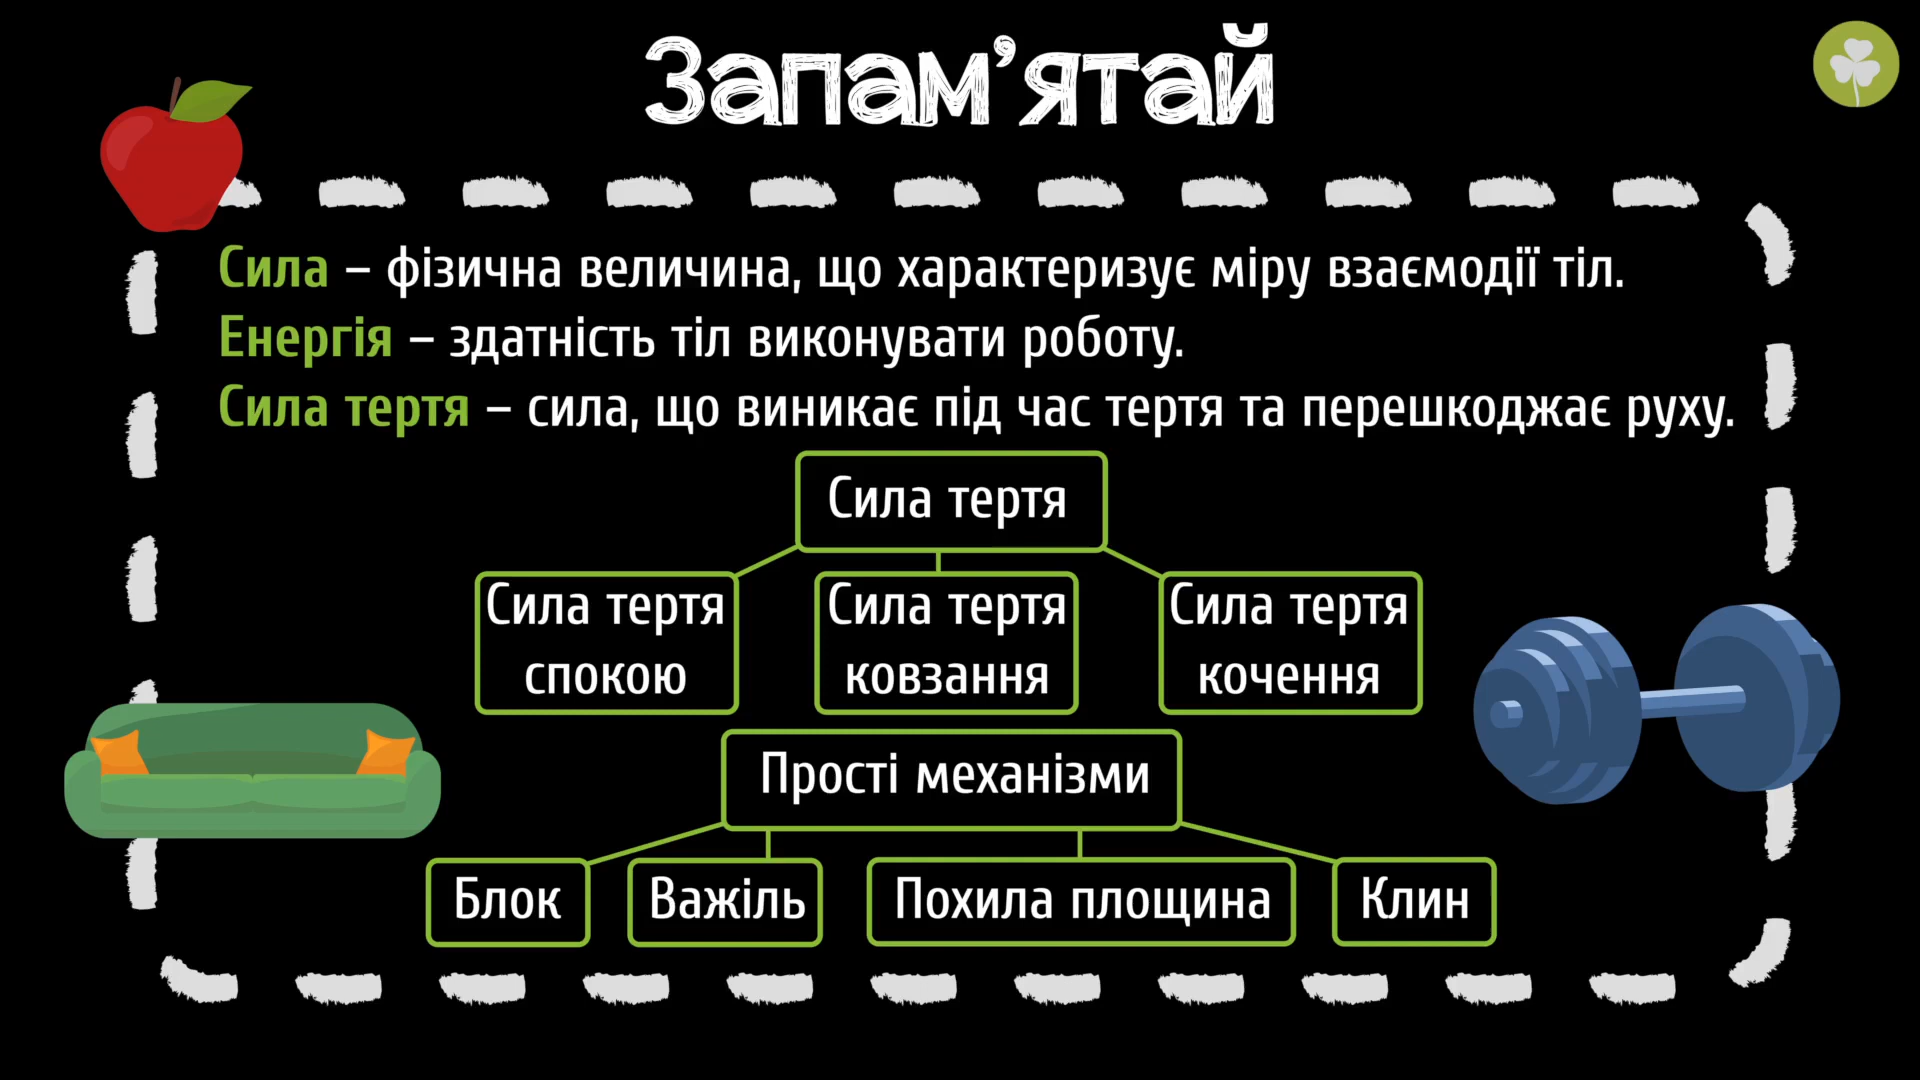 Запам’ятай
Сила – фізична величина, що характеризує міру взаємодії тіл.
Енергія – здатність тіл виконувати роботу.
Сила тертя – сила, що виникає під час тертя та перешкоджає руху.
Сила тертя
Сила тертя
спокою
Сила тертя
ковзання
Сила тертя
кочення
Прості механізми
Блок
Важіль
Похила площина
Клин